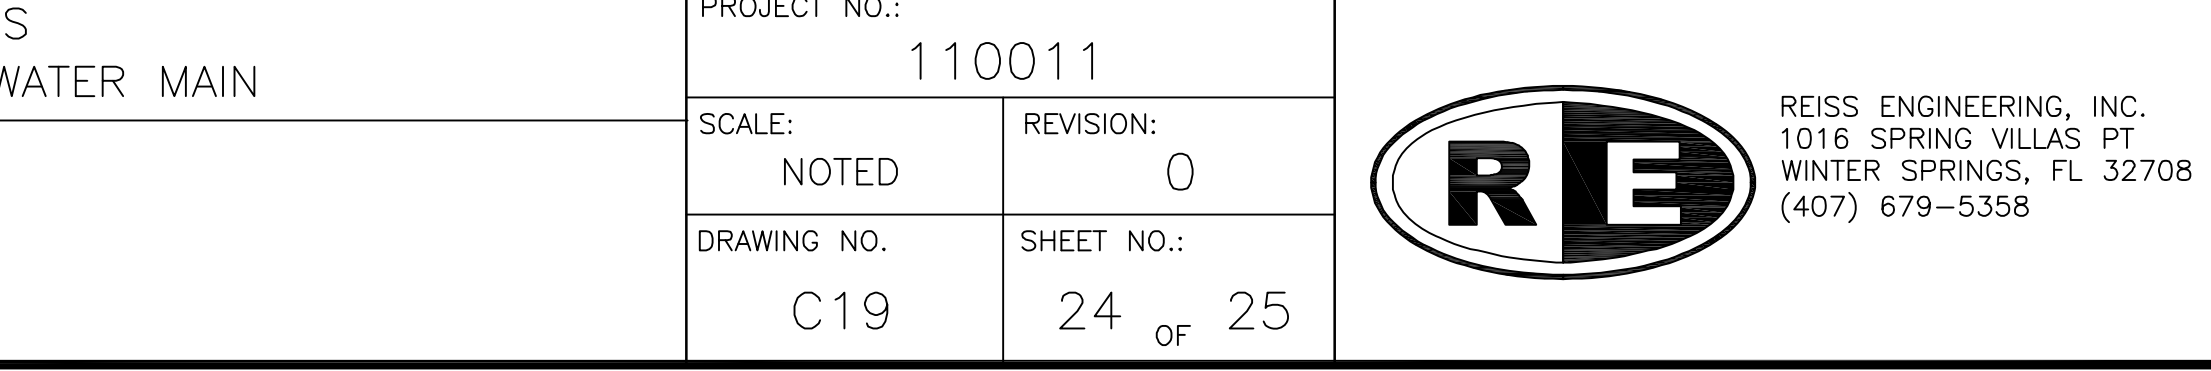 S
WATER MAIN
PROJECT NO.:
110011
SCALE:
NOTED
REVISION:
0
DRAWING NO.
C19
SHEET NO.:
24 OF 25
RE
REISS ENGINEERING, INC.
1016 SPRING VILLAS PT
WINTER SPRINGS, FL 32708
(407) 679-5358